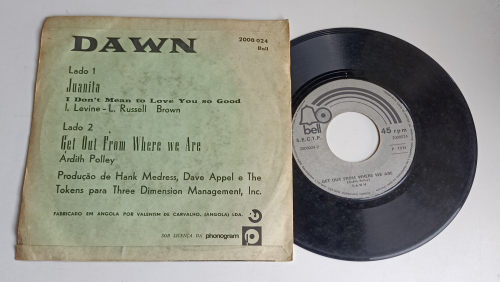 DAWN
2008 024
Bell
Lado 1
Juanita
I Don't Mean to Love You so Good
I. Levine - L. Russell Brown
Lado 2
Get Out From Where we Are
Ardith Polley
Produção de Hank Medress, Dave Appel e The
Tokens para Three Dimension Management, Inc.
FABRICADO EM ANGOLA POR VALENTIM DE CARVALHO, (ANGOLA) LDA.
SOB LICENÇA DA phonogram
bell
45 rpm
GET OUT FROM WHERE WE ARE
DAWN